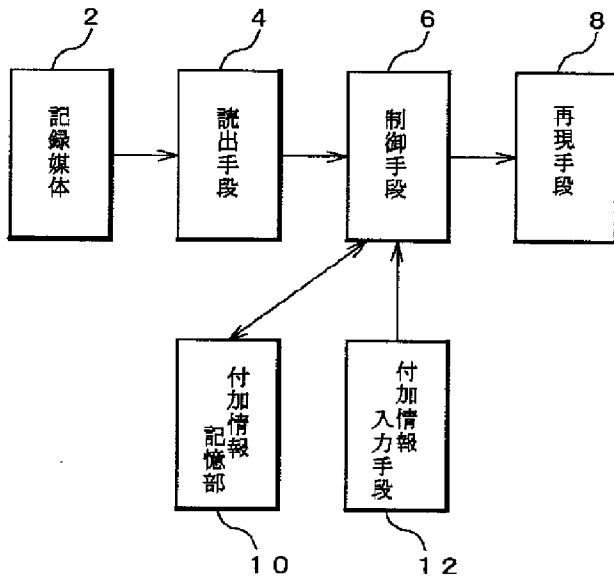 2
4
6
8
記録媒体
読出手段
制御手段
再現手段
付加情報
記憶部
付加情報
入力手段
10
12